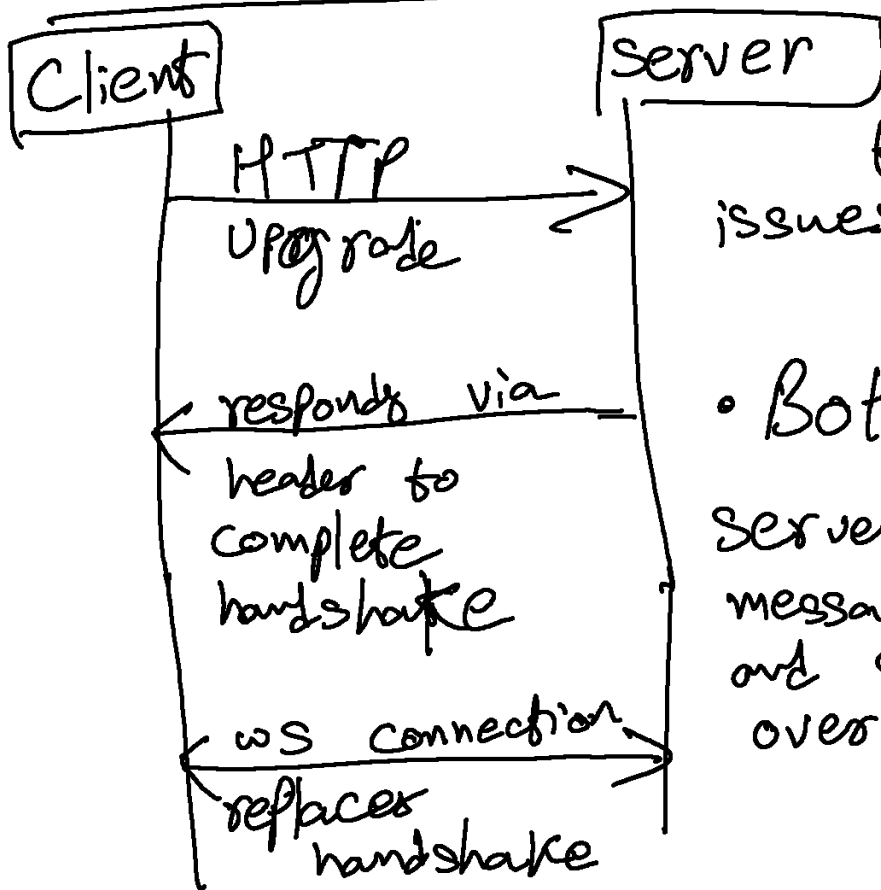 Client
Server
HTTP
Upgrade
issues
responds via
header to
complete
handshake
• Bot
server
messa
and
over
ws connection
replaces
handshake